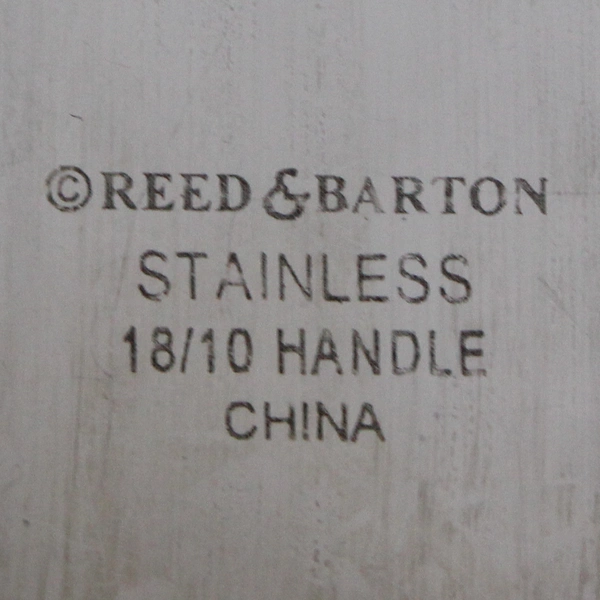 ©REED & BARTON
STAINLESS
18/10 HANDLE
CHINA